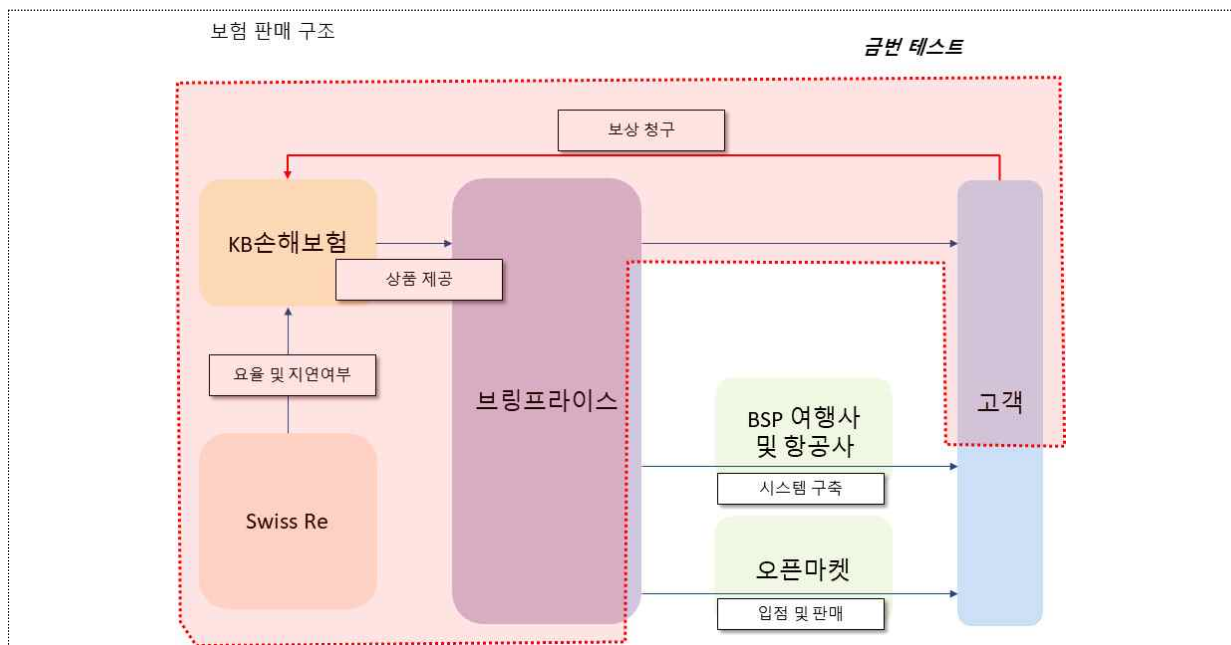 보험 판매 구조
금번 테스트
보상 청구
KB손해보험
상품 제공
요율 및 지연여부
브링프라이스
고객
BSP 여행사
및 항공사
시스템 구축
Swiss Re
오픈마켓
입점 및 판매